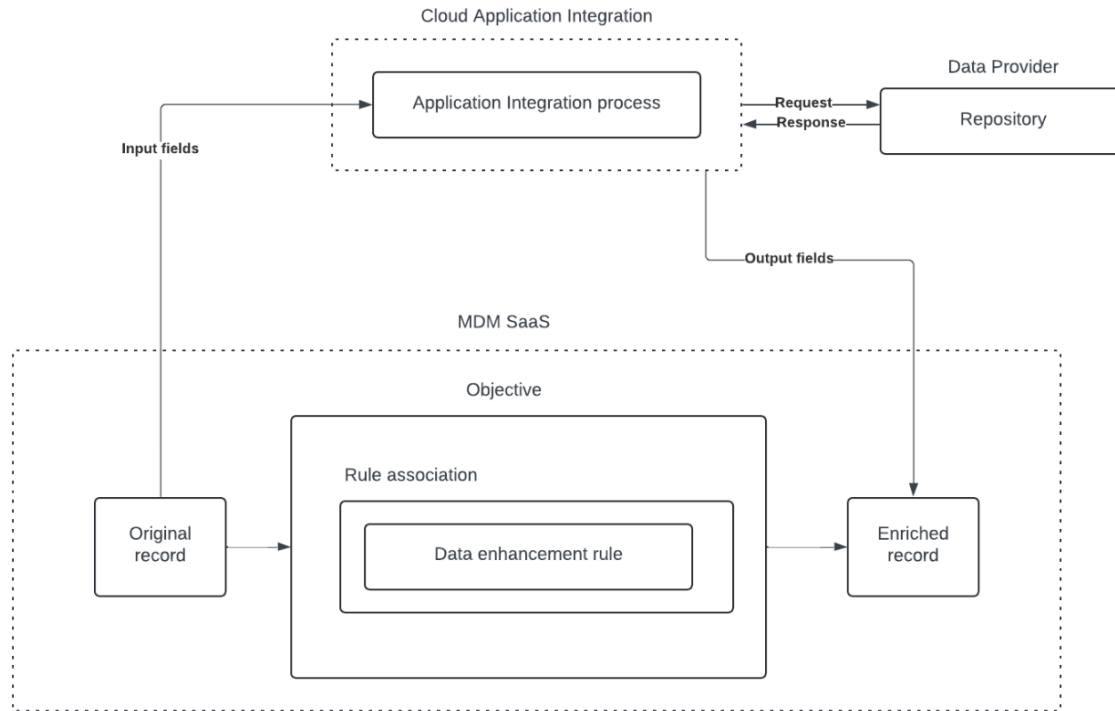 Cloud Application Integration
Application Integration process
Data Provider
Request
Response
Repository
Input fields
Output fields
MDM SaaS
Objective
Rule association
Original
record
Data enhancement rule
Enriched
record